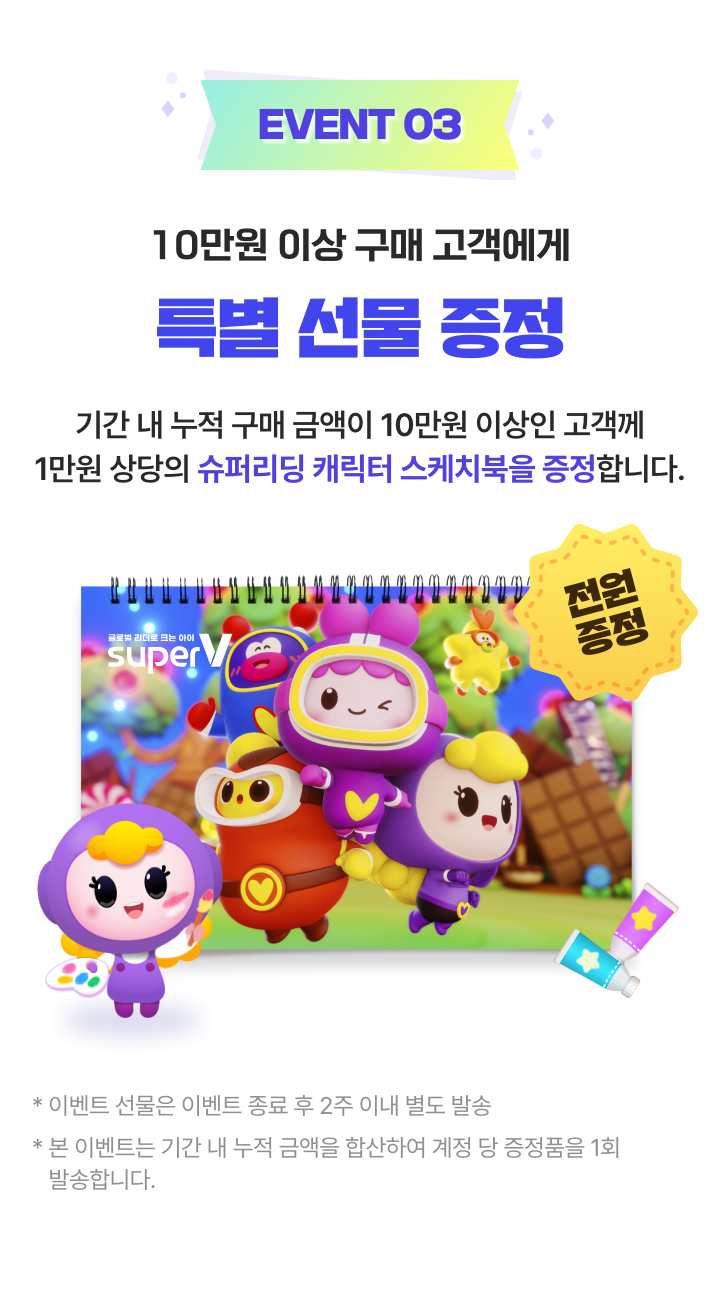 EVENT 03
10만원 이상 구매 고객에게
특별 선물 증정
기간 내 누적 구매 금액이 10만원 이상인 고객께
1만원 상당의 슈퍼리딩 캐릭터 스케치북을 증정합니다.
전원
증정
글로벌 리더로 크는 아이
superV
* 이벤트 선물은 이벤트 종료 후 2주 이내 별도 발송
* 본 이벤트는 기간 내 누적 금액을 합산하여 계정 당 증정품을 1회
발송합니다.